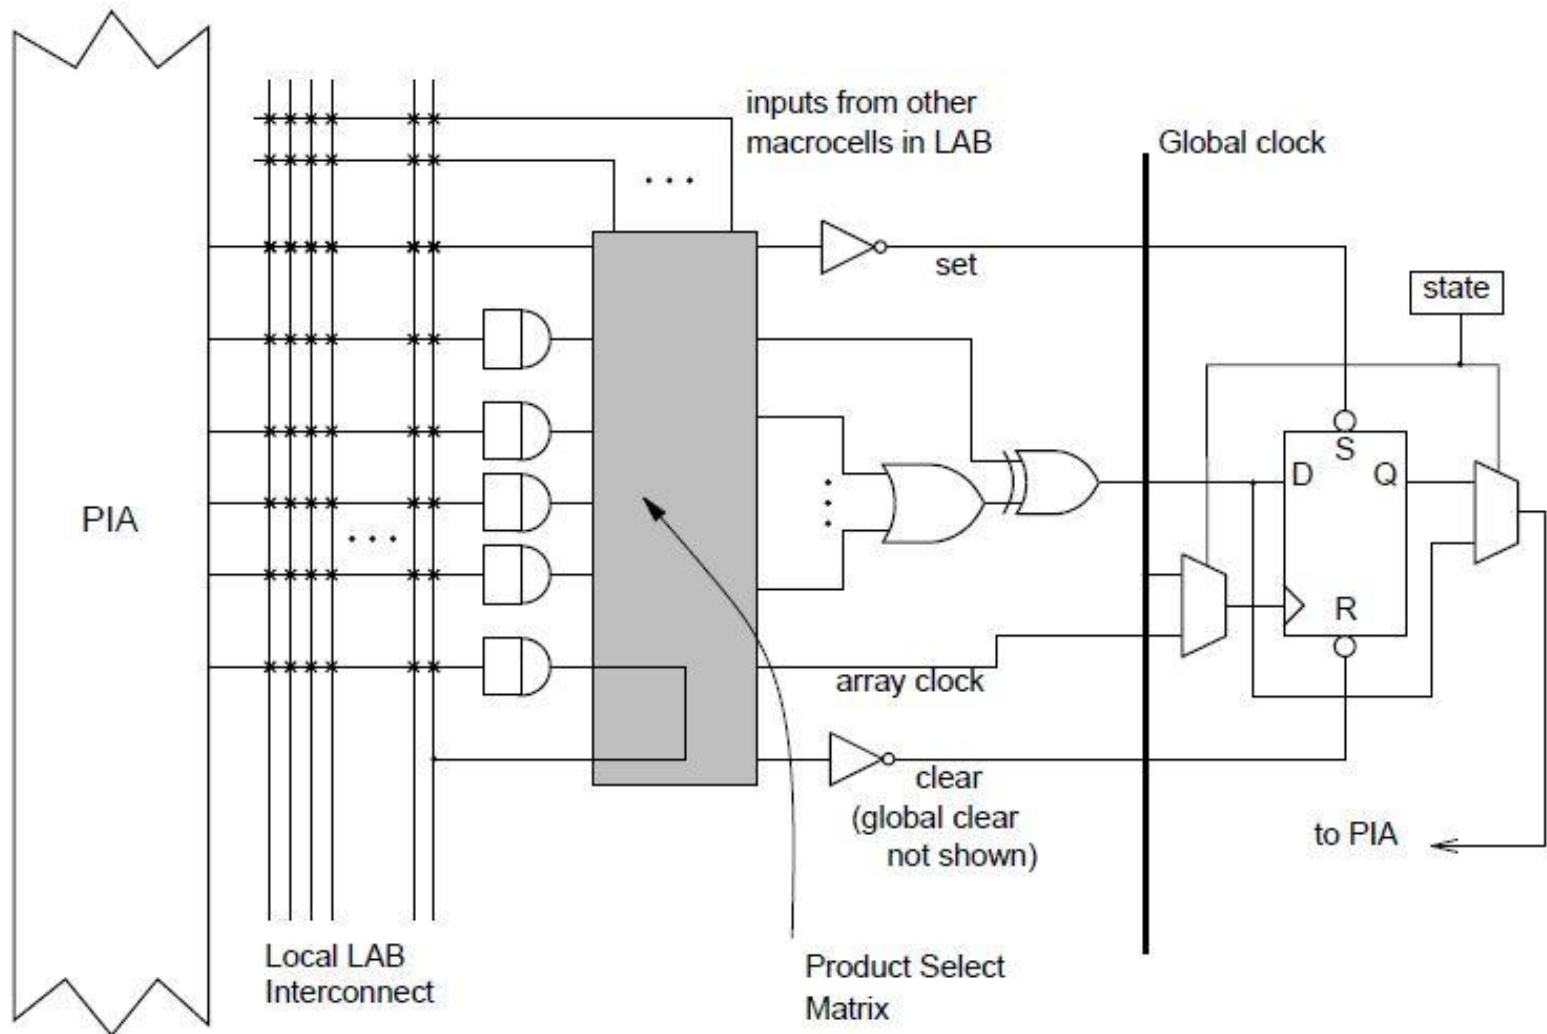 inputs from other
macrocells in LAB
Global clock
set
state
S
D
Q
PIA
R
array clock
clear
(global clear
not shown)
to PIA
Local LAB
Interconnect
Product Select
Matrix